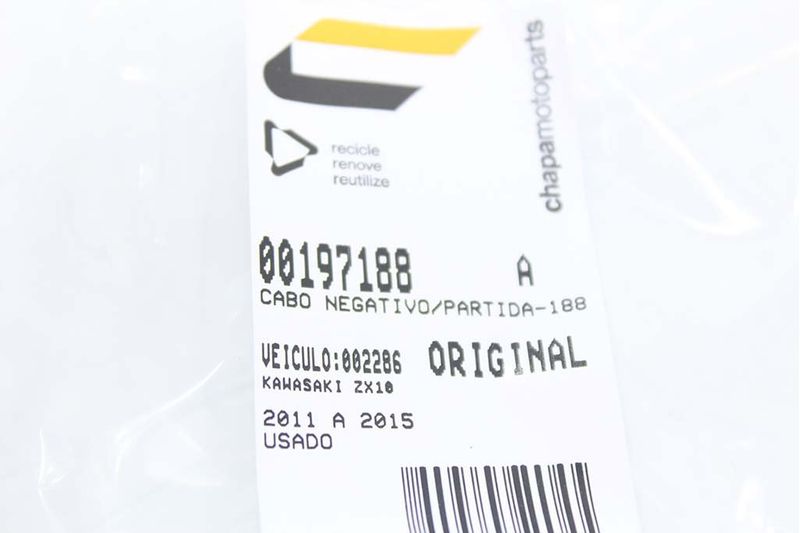 chapamotoparts
recicle
renove
reutilize
00197188 A
CABO NEGATIVO/PARTIDA-188
VEICULO:002286 ORIGINAL
KAWASAKI ZX10
2011 A 2015
USADO